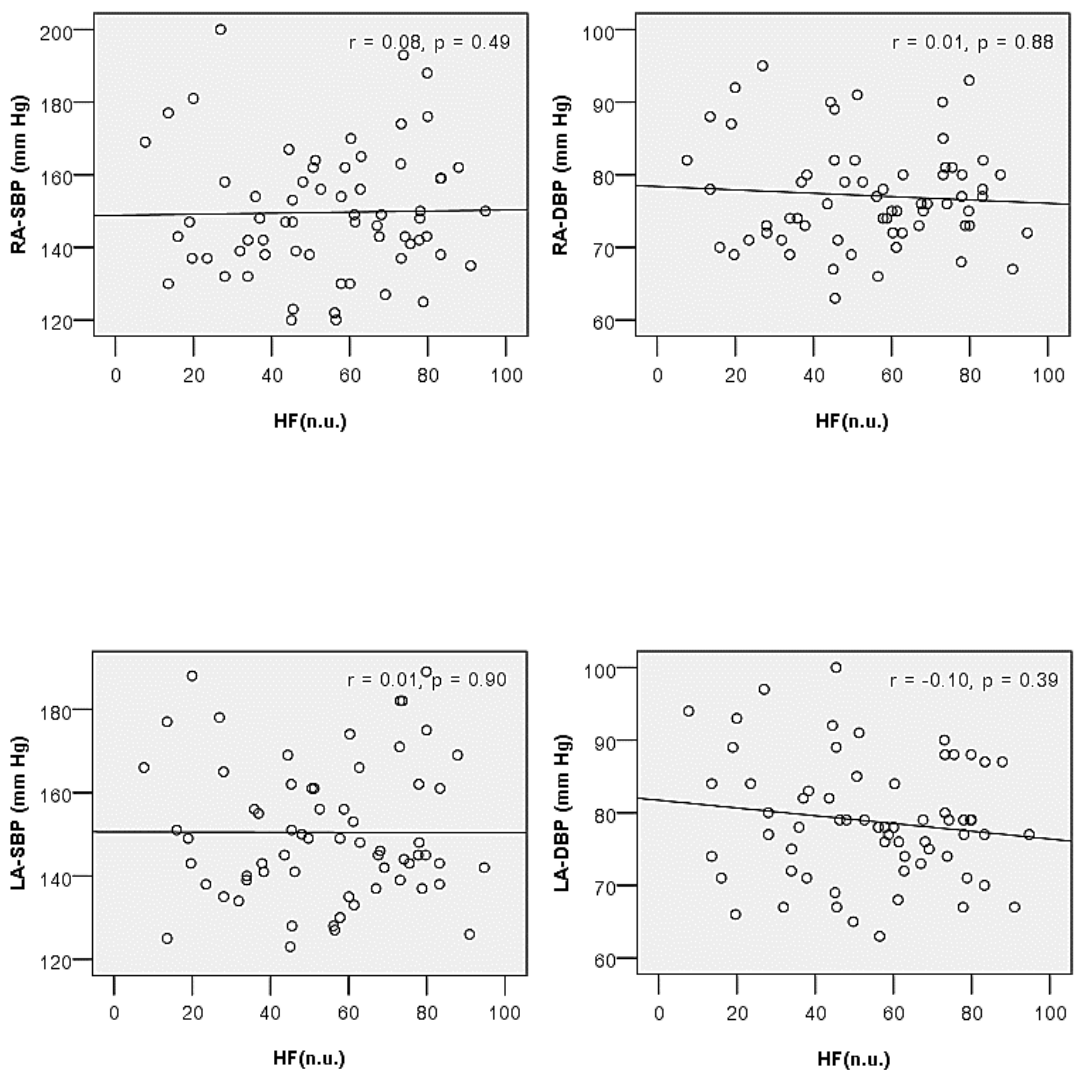 r = 0.08, p = 0.49
200
180
160
140
120
RA-SBP (mm Hg)
0 20 40 60 80 100
HF(n.u.)
r = 0.01, p = 0.88
100
90
80
70
60
RA-DBP (mm Hg)
0 20 40 60 80 100
HF(n.u.)
r = 0.01, p = 0.90
180
160
140
120
LA-SBP (mm Hg)
0 20 40 60 80 100
HF(n.u.)
r = -0.10, p = 0.39
100
90
80
70
60
LA-DBP (mm Hg)
0 20 40 60 80 100
HF(n.u.)